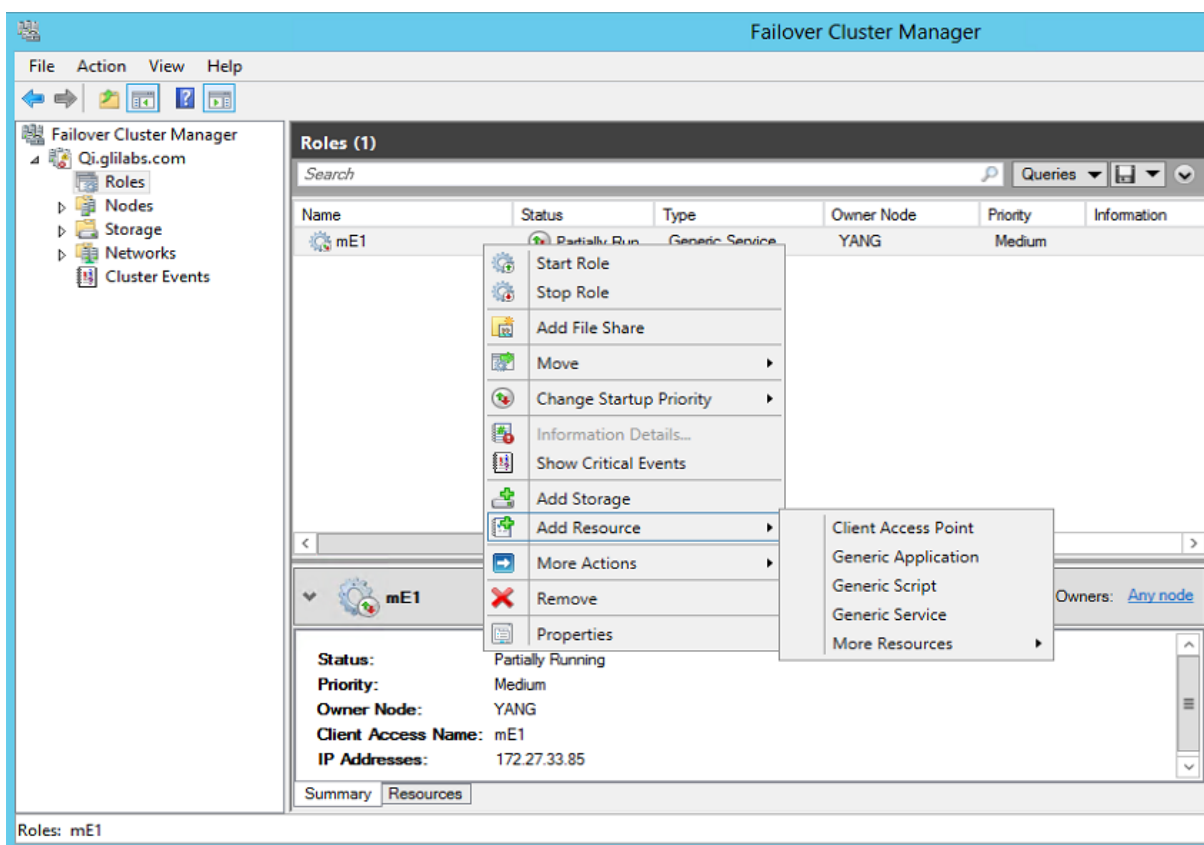 Failover Cluster Manager
File Action View Help
Failover Cluster Manager
Qi.glilabs.com
Roles
Nodes
Storage
Networks
Cluster Events
Roles (1)
Search
Queries
Name Status Type Owner Node Priority Information
mE1 Partially Run Generic Service YANG Medium
Start Role
Stop Role
Add File Share
Move
Change Startup Priority
Information Details...
Show Critical Events
Add Storage
Add Resource
More Actions
Remove
Properties
Client Access Point
Generic Application
Generic Script
Generic Service
More Resources
mE1
Owners: Any node
Status: Partially Running
Priority: Medium
Owner Node: YANG
Client Access Name: mE1
IP Addresses: 172.27.33.85
Summary Resources
Roles: mE1